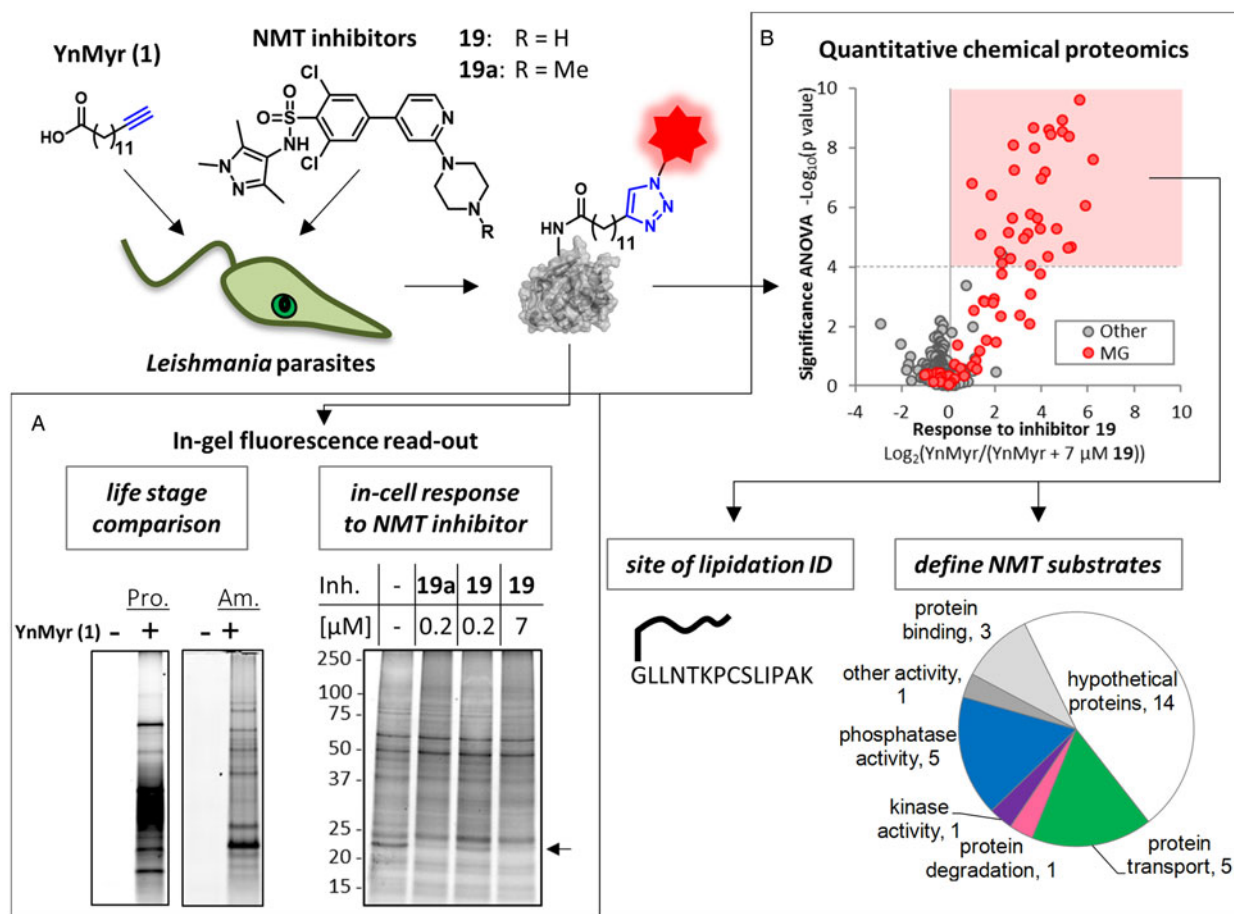 YnMyr (1)
NMT inhibitors
19: R = H
19a: R = Me
O
HO
11
Cl
O
S
O
NH
Cl
N
N
N
N
N
R
O
NH
11
N
N
N
Leishmania parasites
A
In-gel fluorescence read-out
life stage
comparison
in-cell response
to NMT inhibitor
Pro. Am.
YnMyr (1) - + - +
Inh. - 19a 19 19
[µM] - 0.2 0.2 7
250
100
75
50
37
25
20
15
B
Quantitative chemical proteomics
Significance ANOVA -Log10(p value)
10
8
6
4
2
0
Other
MG
-4 -2 0 2 4 6 8 10
Response to inhibitor 19
Log2(YnMyr/(YnMyr + 7 µM 19))
site of lipidation ID
GLLNTKPCSLIPAK
define NMT substrates
protein
binding, 3
other activity,
1
phosphatase
activity, 5
kinase
activity, 1
protein
degradation, 1
protein
transport, 5
hypothetical
proteins, 14